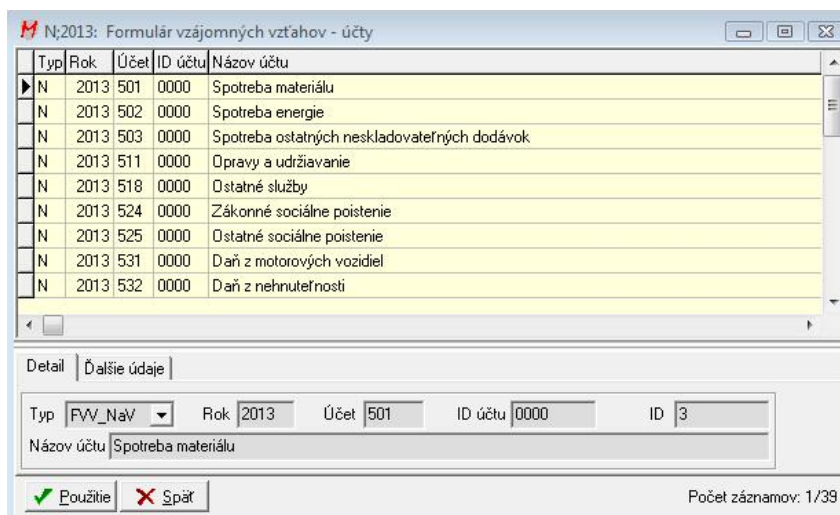 N;2013: Formulár vzájomných vzťahov - účty
Typ Rok Účet ID účtu Názov účtu
N 2013 501 0000 Spotreba materiálu
N 2013 502 0000 Spotreba energie
N 2013 503 0000 Spotreba ostatných neskladovateľných dodávok
N 2013 511 0000 Opravy a udržiavanie
N 2013 518 0000 Ostatné služby
N 2013 524 0000 Zákonné sociálne poistenie
N 2013 525 0000 Ostatné sociálne poistenie
N 2013 531 0000 Daň z motorových vozidiel
N 2013 532 0000 Daň z nehnuteľnosti
Detail Ďalšie údaje
Typ FVV_NaV Rok 2013 Účet 501 ID účtu 0000 ID 3
Názov účtu Spotreba materiálu
Použitie Späť Počet záznamov: 1/39